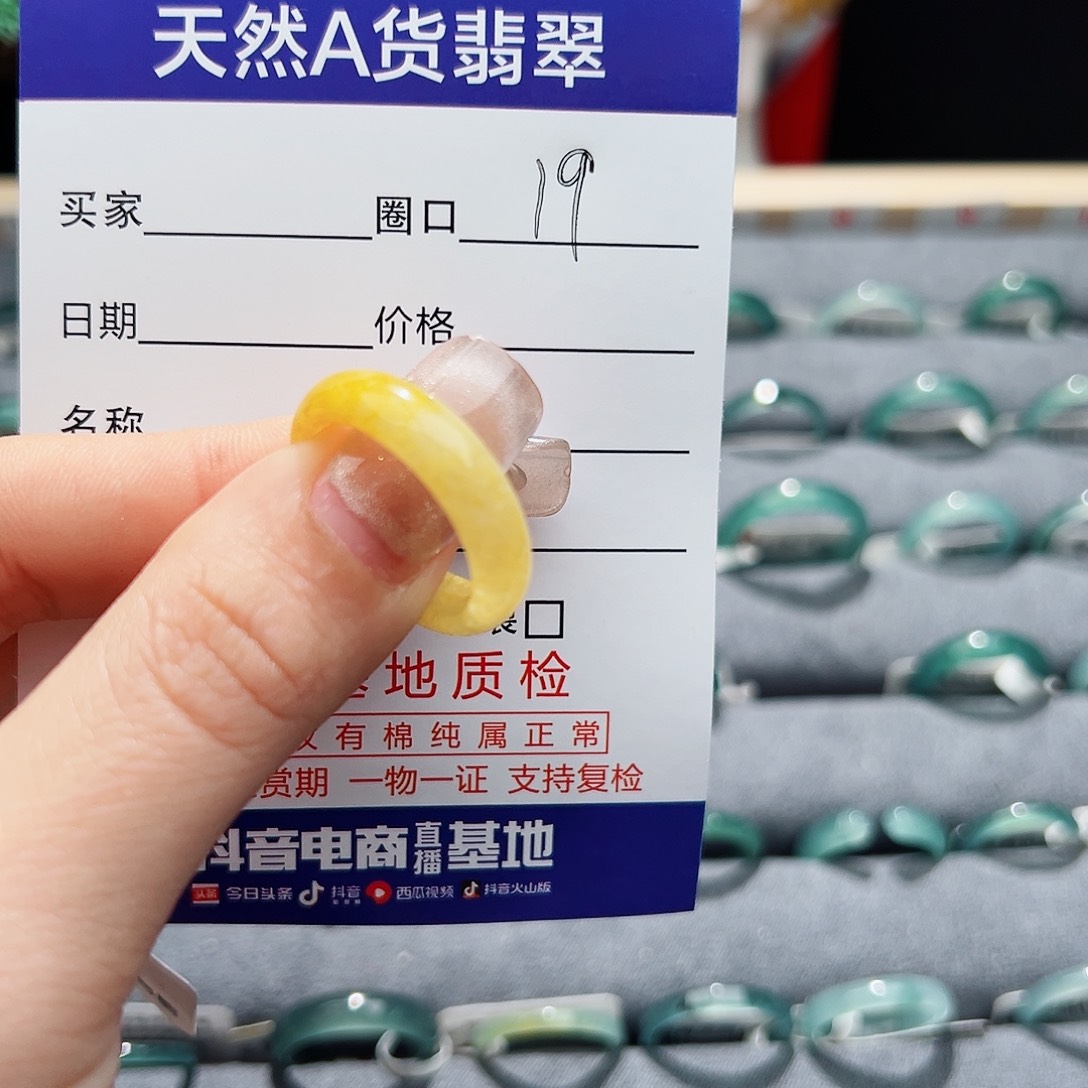 天然A货翡翠
买家 圈口 19
日期 价格
名称
地质检
有棉纯属正常
赏期 一物一证 支持复检
抖音电商直播基地
头条 今日头条 抖音 西瓜视频 抖音火山版